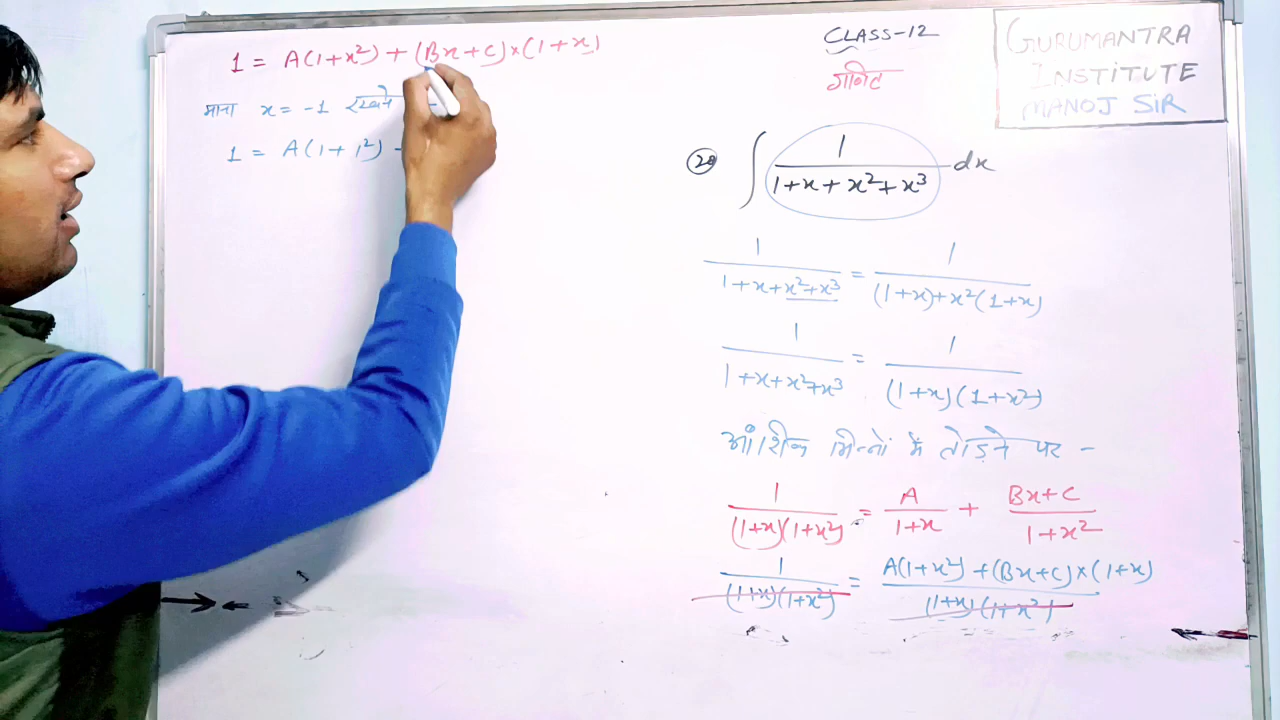 1 = A(1+x²) + (Bx+C)×(1+x)
माना x = -1 रखने
1 = A(1+1²) -
CLASS-12
गणित
GURUMANTRA
INSTITUTE
MANOJ SIR
(20) ∫ 1/(1+x+x²+x³) dx
1/(1+x+x²+x³) = 1/((1+x)+x²(1+x))
1/(1+x+x²+x³) = 1/((1+x)(1+x²))
आंशिक भिन्नों में तोड़ने पर -
1/((1+x)(1+x²)) = A/(1+x) + (Bx+C)/(1+x²)
1/((1+x)(1+x²)) = (A(1+x²)+(Bx+C)×(1+x))/((1+x)(1+x²))